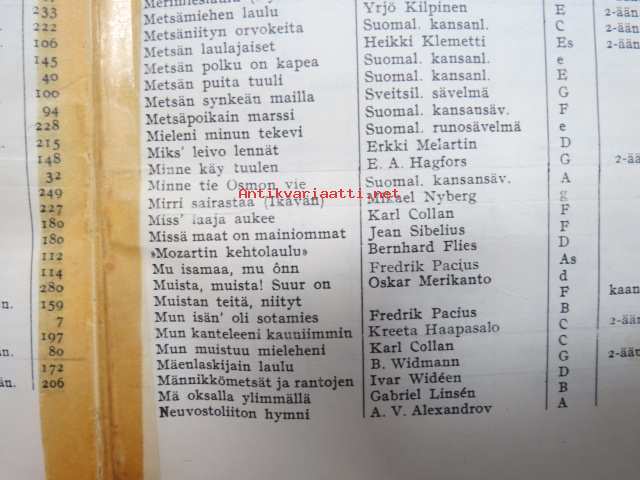 233 Metsämiehen laulu Yrjö Kilpinen E 2-ään
222 Metsäniityn orvokeita Suomal. kansanl. C 2-ään
106 Metsän laulajaiset Heikki Klemetti Es 2-ään
145 Metsän polku on kapea Suomal. kansanl. e
40 Metsän puita tuuli Suomal. kansanl. E
100 Metsän synkeän mailla Sveitsil. sävelmä G
94 Metsäpoikain marssi Suomal. kansansäv. F
228 Mieleni minun tekevi Suomal. runosävelmä e
215 Miks' leivo lennät Erkki Melartin D
148 Minne käy tuulen E. A. Hagfors G 2-ää
32 Minne tie Osmon vie Suomal. kansansäv. A
249 Mirri sairastaa (Ikävän) Mikael Nyberg g
Antikvariaatti.net
227 Miss' laaja aukee Karl Collan F
180 Missä maat on mainiommat Jean Sibelius F
180 »Mozartin kehtolaulu» Bernhard Flies D
112 Mu isamaa, mu õnn Fredrik Pacius As
114 Muista, muista! Suur on Oskar Merikanto d
280 Muistan teitä, niityt F kaan
159 Mun isän' oli sotamies Fredrik Pacius B
7 Mun kanteleeni kauniimmin Kreeta Haapasalo C 2-ään
197 Mun muistuu mieleheni Karl Collan C
80 Mäenlaskijain laulu B. Widmann G 2-ään
172 Männikkömetsät ja rantojen Ivar Widéen D
206 Mä oksalla ylimmällä Gabriel Linsén B
Neuvostoliiton hymni A. V. Alexandrov A